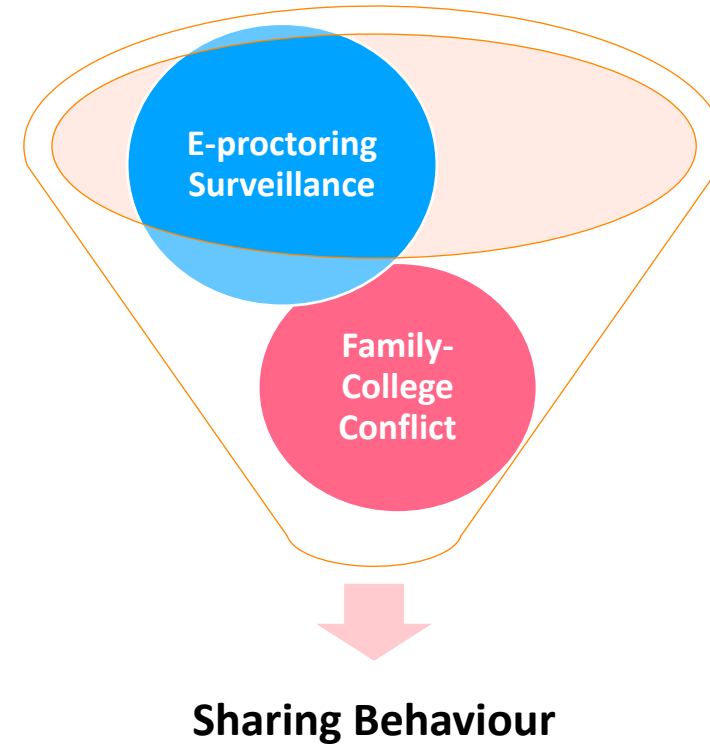 E-proctoring
Surveillance
Family-
College
Conflict
Sharing Behaviour